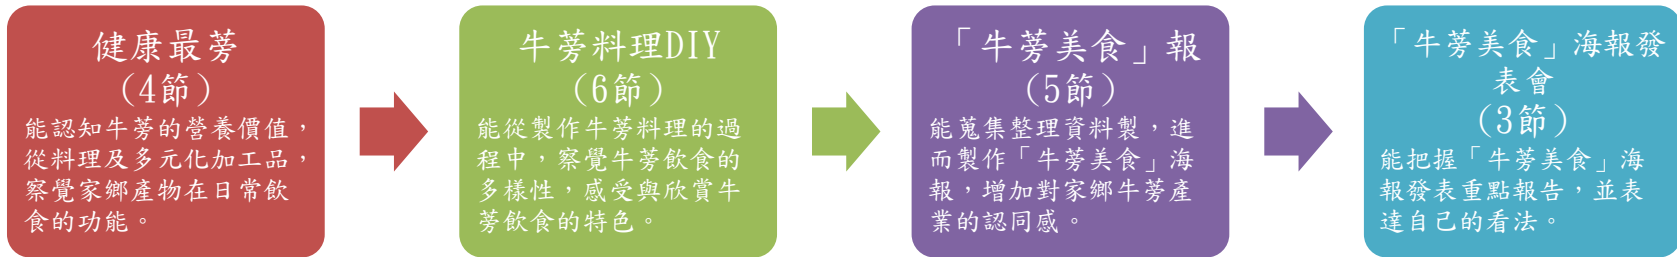 健康最蒡
(4節)
能認知牛蒡的營養價值，
從料理及多元化加工品，
察覺家鄉產物在日常飲
食的功能。
牛蒡料理DIY
(6節)
能從製作牛蒡料理的過
程中，察覺牛蒡飲食的
多樣性，感受與欣賞牛
蒡飲食的特色。
「牛蒡美食」報
(5節)
能蒐集整理資料製，進
而製作「牛蒡美食」海
報，增加對家鄉牛蒡產
業的認同感。
「牛蒡美食」海報發
表會
(3節)
能把握「牛蒡美食」海
報發表重點報告，並表
達自己的看法。